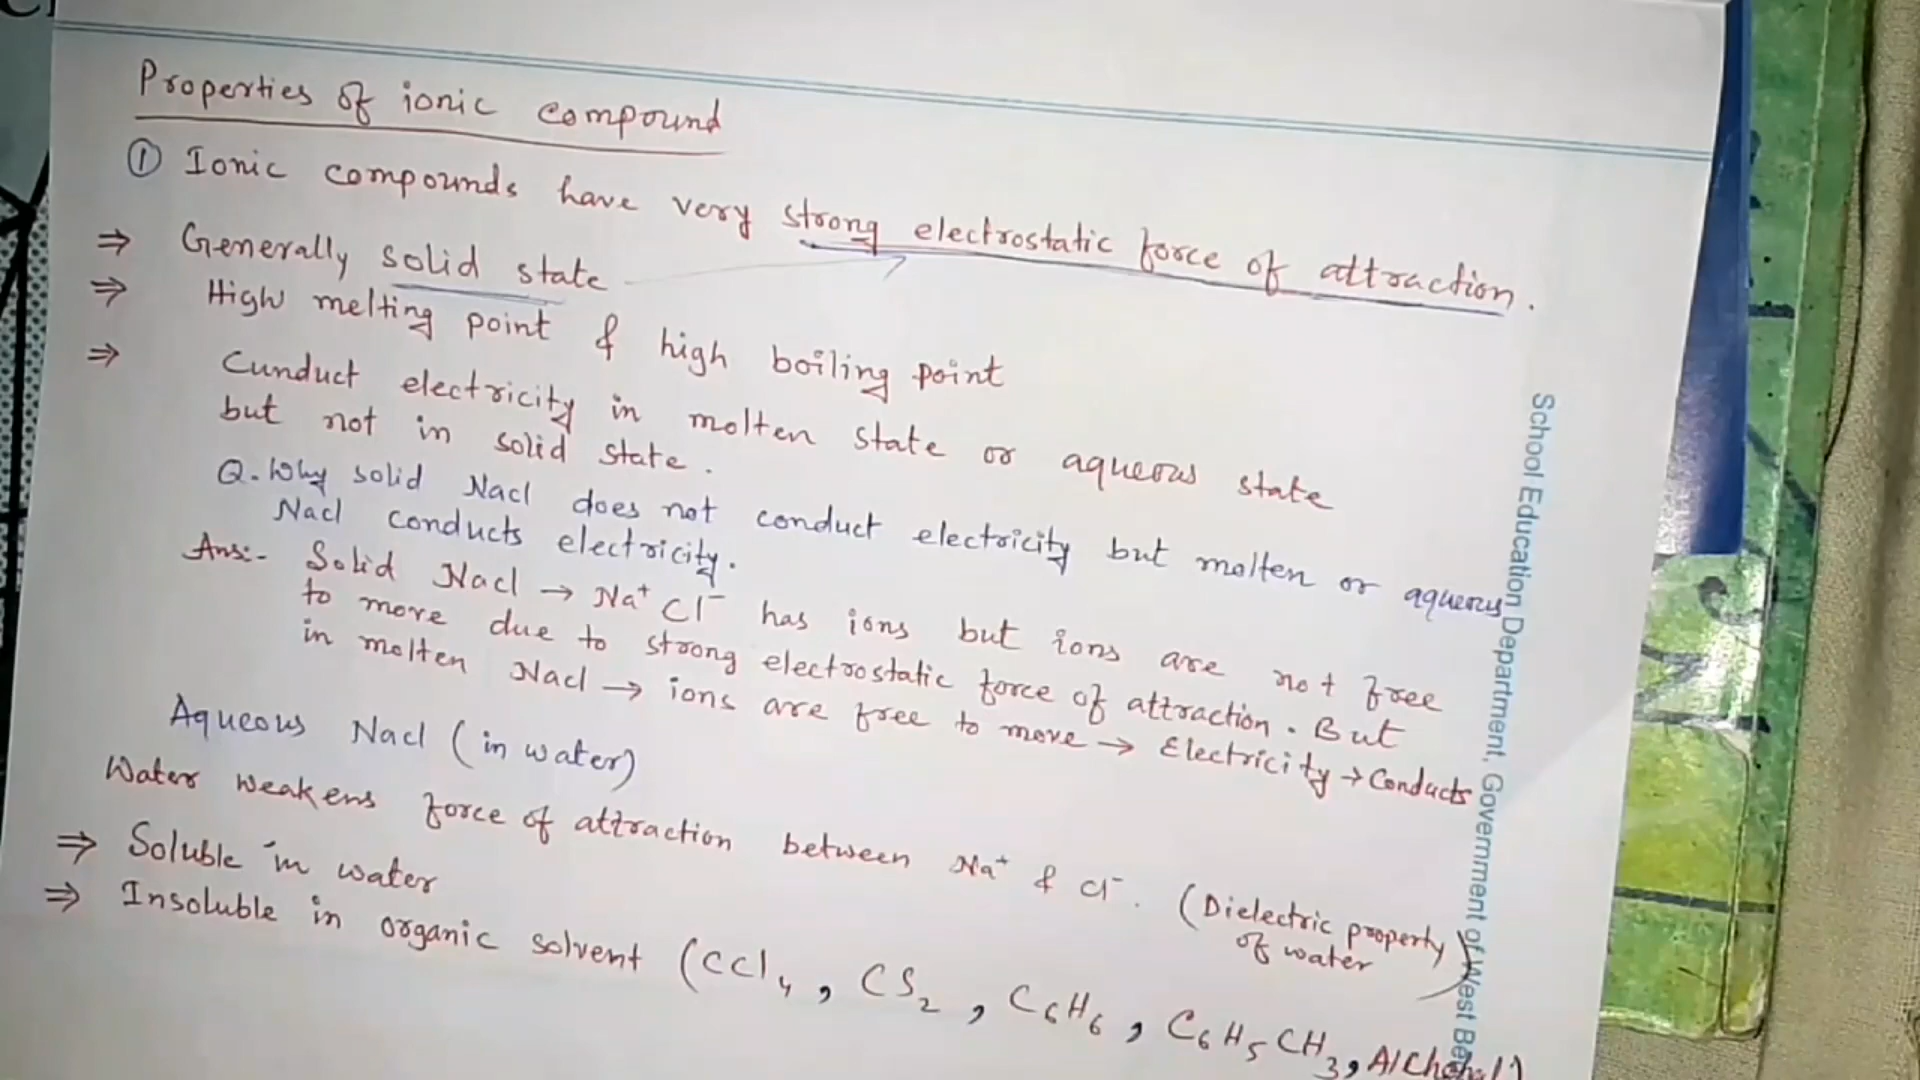 Properties of ionic compound
① Ionic compounds have very strong electrostatic force of attraction.
⇒ Generally solid state
⇒ High melting point & high boiling point
⇒ Cunduct electricity in molten state or aqueous state
but not in solid state.
Q. Why solid Nacl does not conduct electricity but molten or aqueous
Nacl conducts electricity.
Ans:- Solid Nacl → Na⁺ Cl⁻ has ions but ions are not free
to move due to strong electrostatic force of attraction. But
in molten Nacl → ions are free to move → Electricity → Conducts
Aqueous Nacl (in water)
Water weakens force of attraction between Na⁺ & Cl⁻. (Dielectric property
of water)
⇒ Soluble in water
⇒ Insoluble in organic solvent (CCl₄, CS₂, C₆H₆, C₆H₅CH₃, Alchohol)
School Education Department, Government of West Be